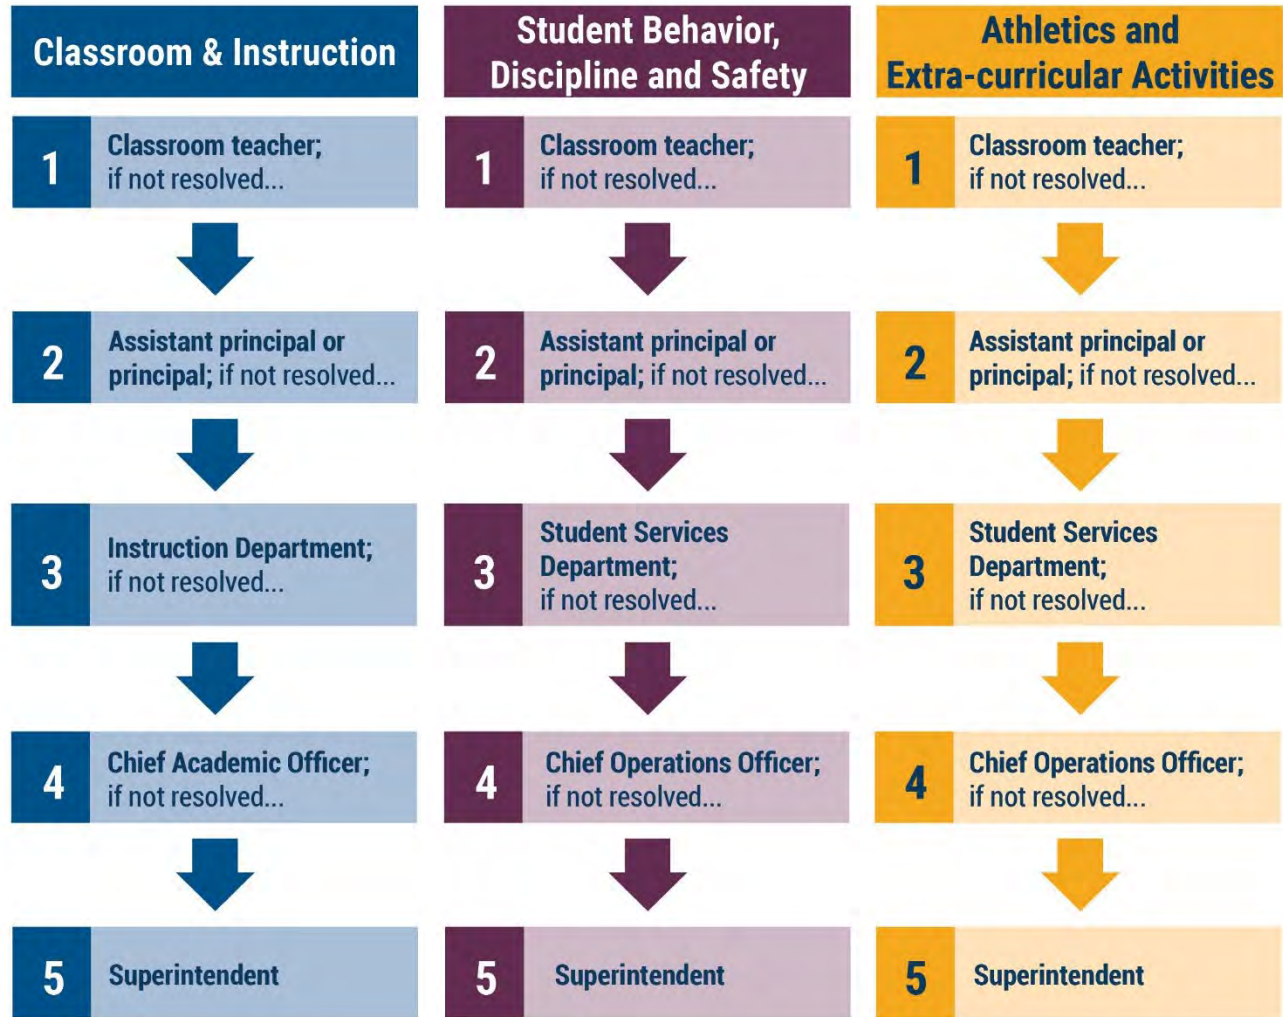 Classroom & Instruction
1
Classroom teacher;
if not resolved...
2
Assistant principal or
principal; if not resolved...
3
Instruction Department;
if not resolved...
4
Chief Academic Officer;
if not resolved...
5
Superintendent
Student Behavior,
Discipline and Safety
1
Classroom teacher;
if not resolved...
2
Assistant principal or
principal; if not resolved...
3
Student Services
Department;
if not resolved...
4
Chief Operations Officer;
if not resolved...
5
Superintendent
Athletics and
Extra-curricular Activities
1
Classroom teacher;
if not resolved...
2
Assistant principal or
principal; if not resolved...
3
Student Services
Department;
if not resolved...
4
Chief Operations Officer;
if not resolved...
5
Superintendent